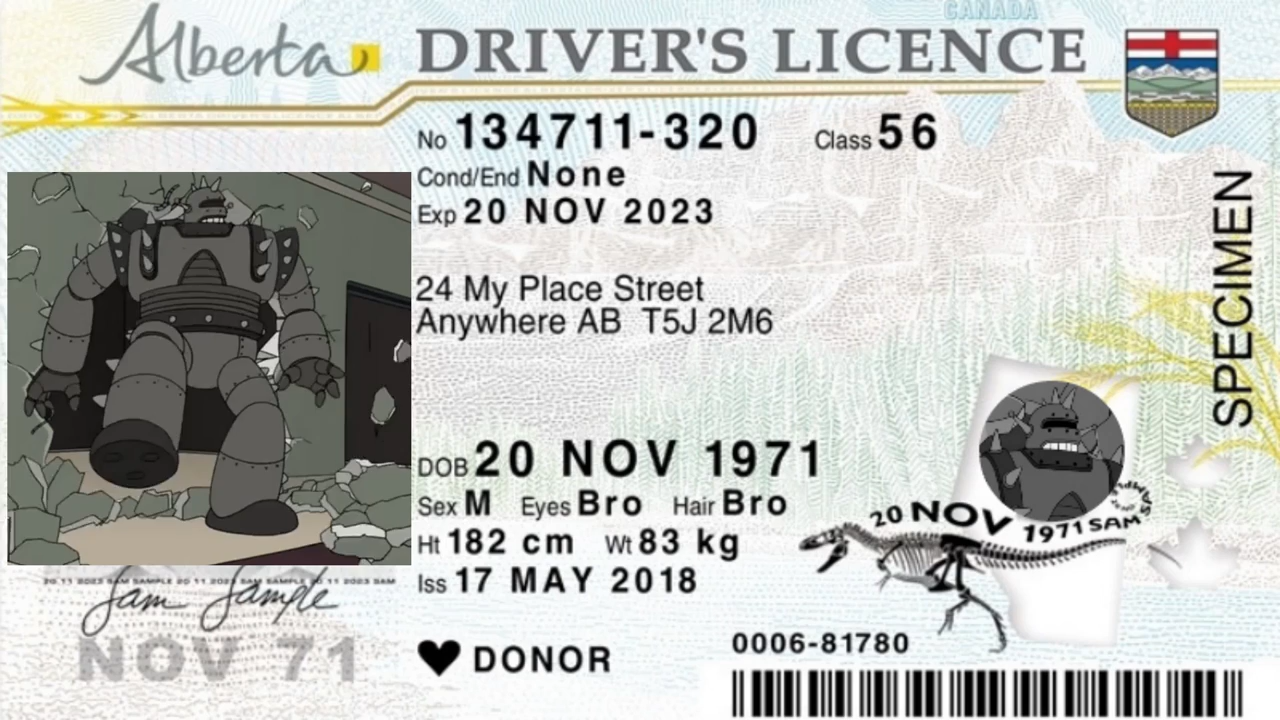 CANADA
Alberta DRIVER'S LICENCE
No 134711-320 Class 56
Cond/End None
Exp 20 NOV 2023
24 My Place Street
Anywhere AB T5J 2M6
SPECIMEN
DOB 20 NOV 1971
Sex M Eyes Bro Hair Bro
Ht 182 cm Wt 83 kg
Iss 17 MAY 2018
20 NOV 1971 SAM
20 11 2023 SAM SAMPLE 20 11 2023 SAM SAMPLE 20 11 2023 SAM
Sam Sample
NOV 71
DONOR
0006-81780